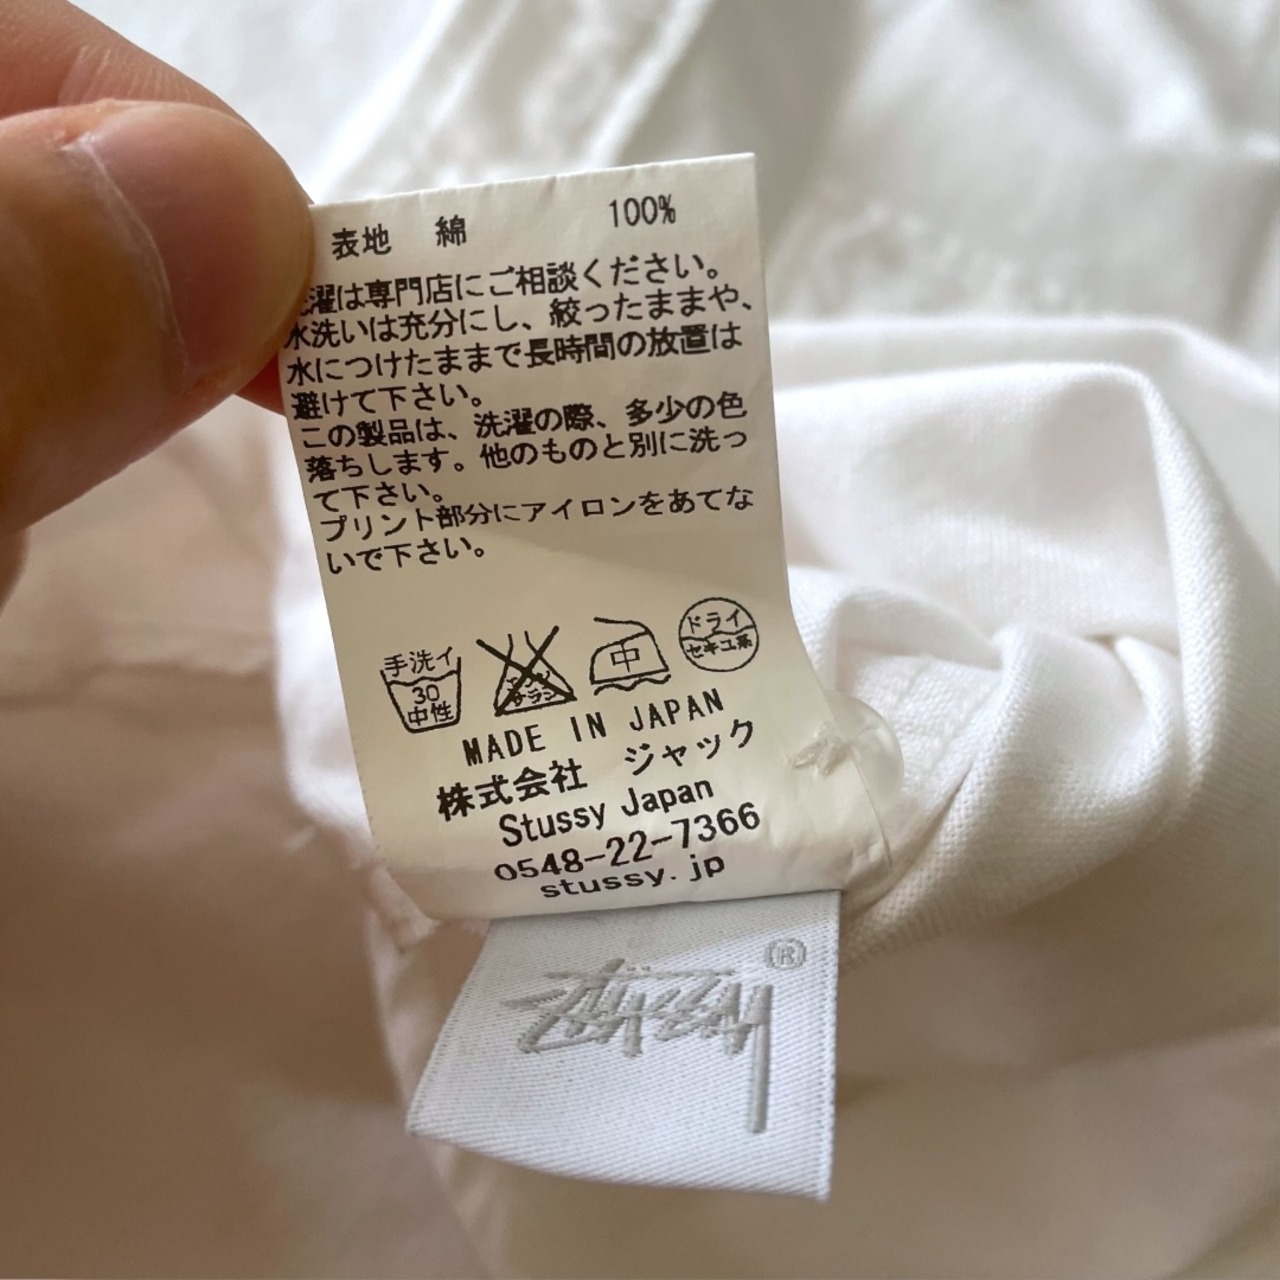 表地 綿 100%
洗濯は専門店にご相談ください。
水洗いは充分にし、絞ったままや、
水につけたままで長時間の放置は
避けて下さい。
この製品は、洗濯の際、多少の色
落ちします。他のものと別に洗っ
て下さい。
プリント部分にアイロンをあてな
いで下さい。
手洗イ
30
中性
エンソ
サラシ
中
ドライ
セキユ系
MADE IN JAPAN
株式会社 ジャック
Stussy Japan
0548-22-7366
stussy.jp
®